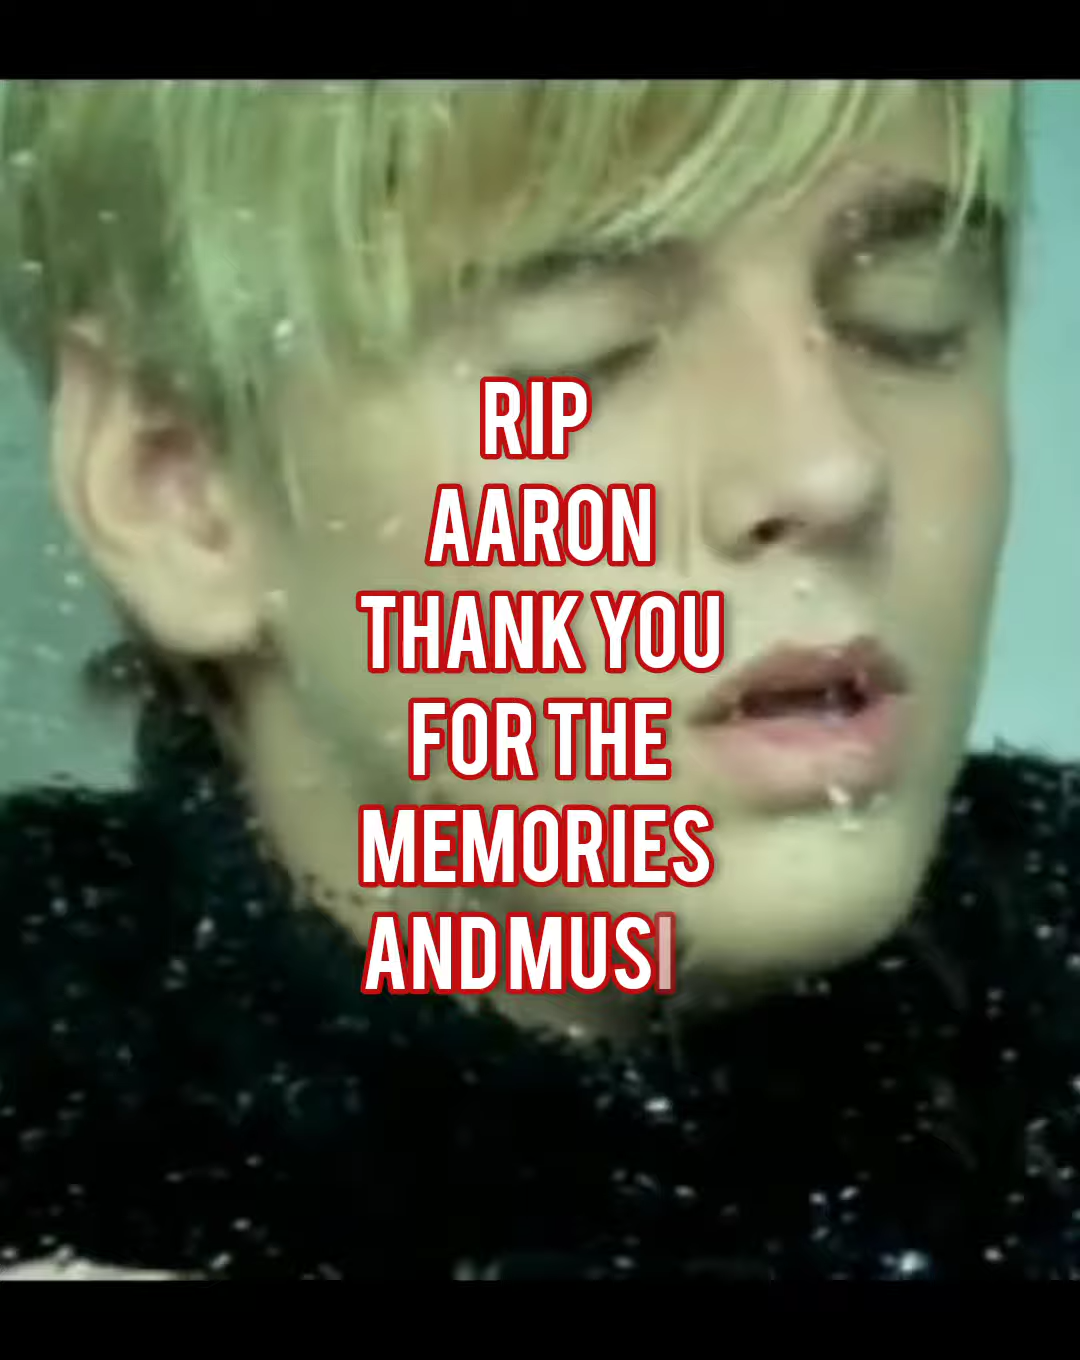 RIP
AARON
THANK YOU
FOR THE
MEMORIES
AND MUSI